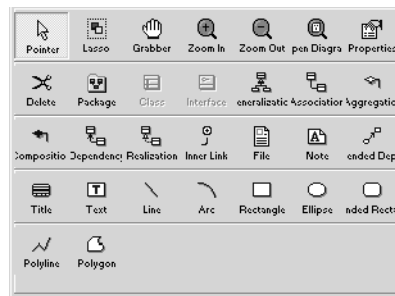 Pointer Lasso Grabber Zoom In Zoom Out pen Diagra Properties
Delete Package Class Interface eneralizatic Association Aggregatic
Compositio Dependency Realization Inner Link File Note ended Dep
Title Text Line Arc Rectangle Ellipse nded Rect
Polyline Polygon